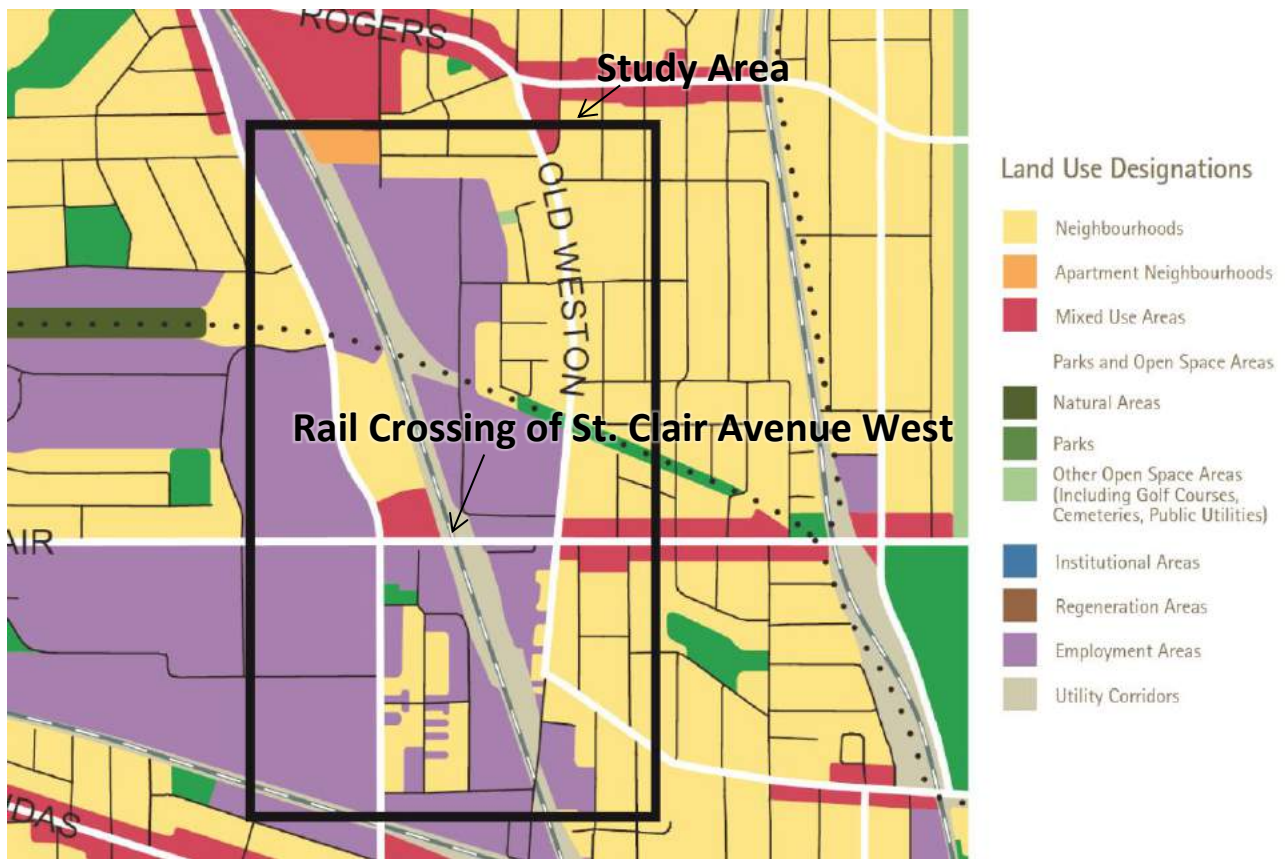 ROGERS
Study Area
OLD WESTON
Rail Crossing of St. Clair Avenue West
AIR
DAS
Land Use Designations
Neighbourhoods
Apartment Neighbourhoods
Mixed Use Areas
Parks and Open Space Areas
Natural Areas
Parks
Other Open Space Areas
(Including Golf Courses,
Cemeteries, Public Utilities)
Institutional Areas
Regeneration Areas
Employment Areas
Utility Corridors